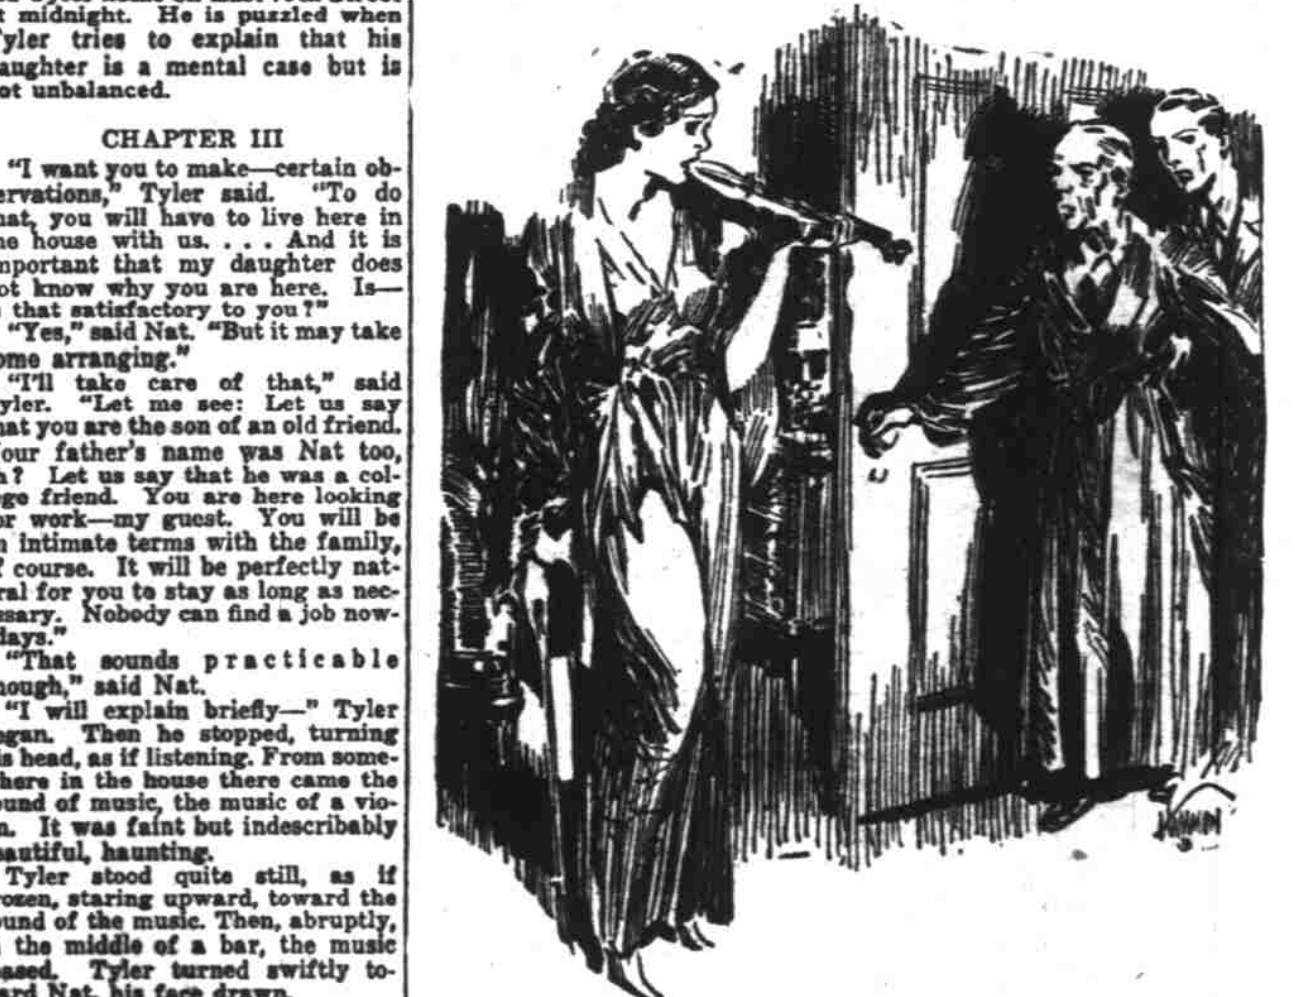 t midnight. He is puzzled when
yler tries to explain that his
aughter is a mental case but is
ot unbalanced.
CHAPTER III
"I want you to make—certain ob-
ervations," Tyler said. "To do
hat, you will have to live here in
he house with us. . . . And it is
mportant that my daughter does
ot know why you are here. Is—
that satisfactory to you?"
"Yes," said Nat. "But it may take
ome arranging."
"I'll take care of that," said
yler. "Let me see: Let us say
hat you are the son of an old friend.
our father's name was Nat too,
h? Let us say that he was a col-
ege friend. You are here looking
or work—my guest. You will be
n intimate terms with the family,
f course. It will be perfectly nat-
ral for you to stay as long as nec-
ssary. Nobody can find a job now-
days."
"That sounds practicable
nough," said Nat.
"I will explain briefly—" Tyler
egan. Then he stopped, turning
is head, as if listening. From some-
here in the house there came the
ound of music, the music of a vio-
n. It was faint but indescribably
eautiful, haunting.
Tyler stood quite still, as if
rozen, staring upward, toward the
ound of the music. Then, abruptly,
the middle of a bar, the music
eased. Tyler turned swiftly to-
ard Nat, his face drawn.